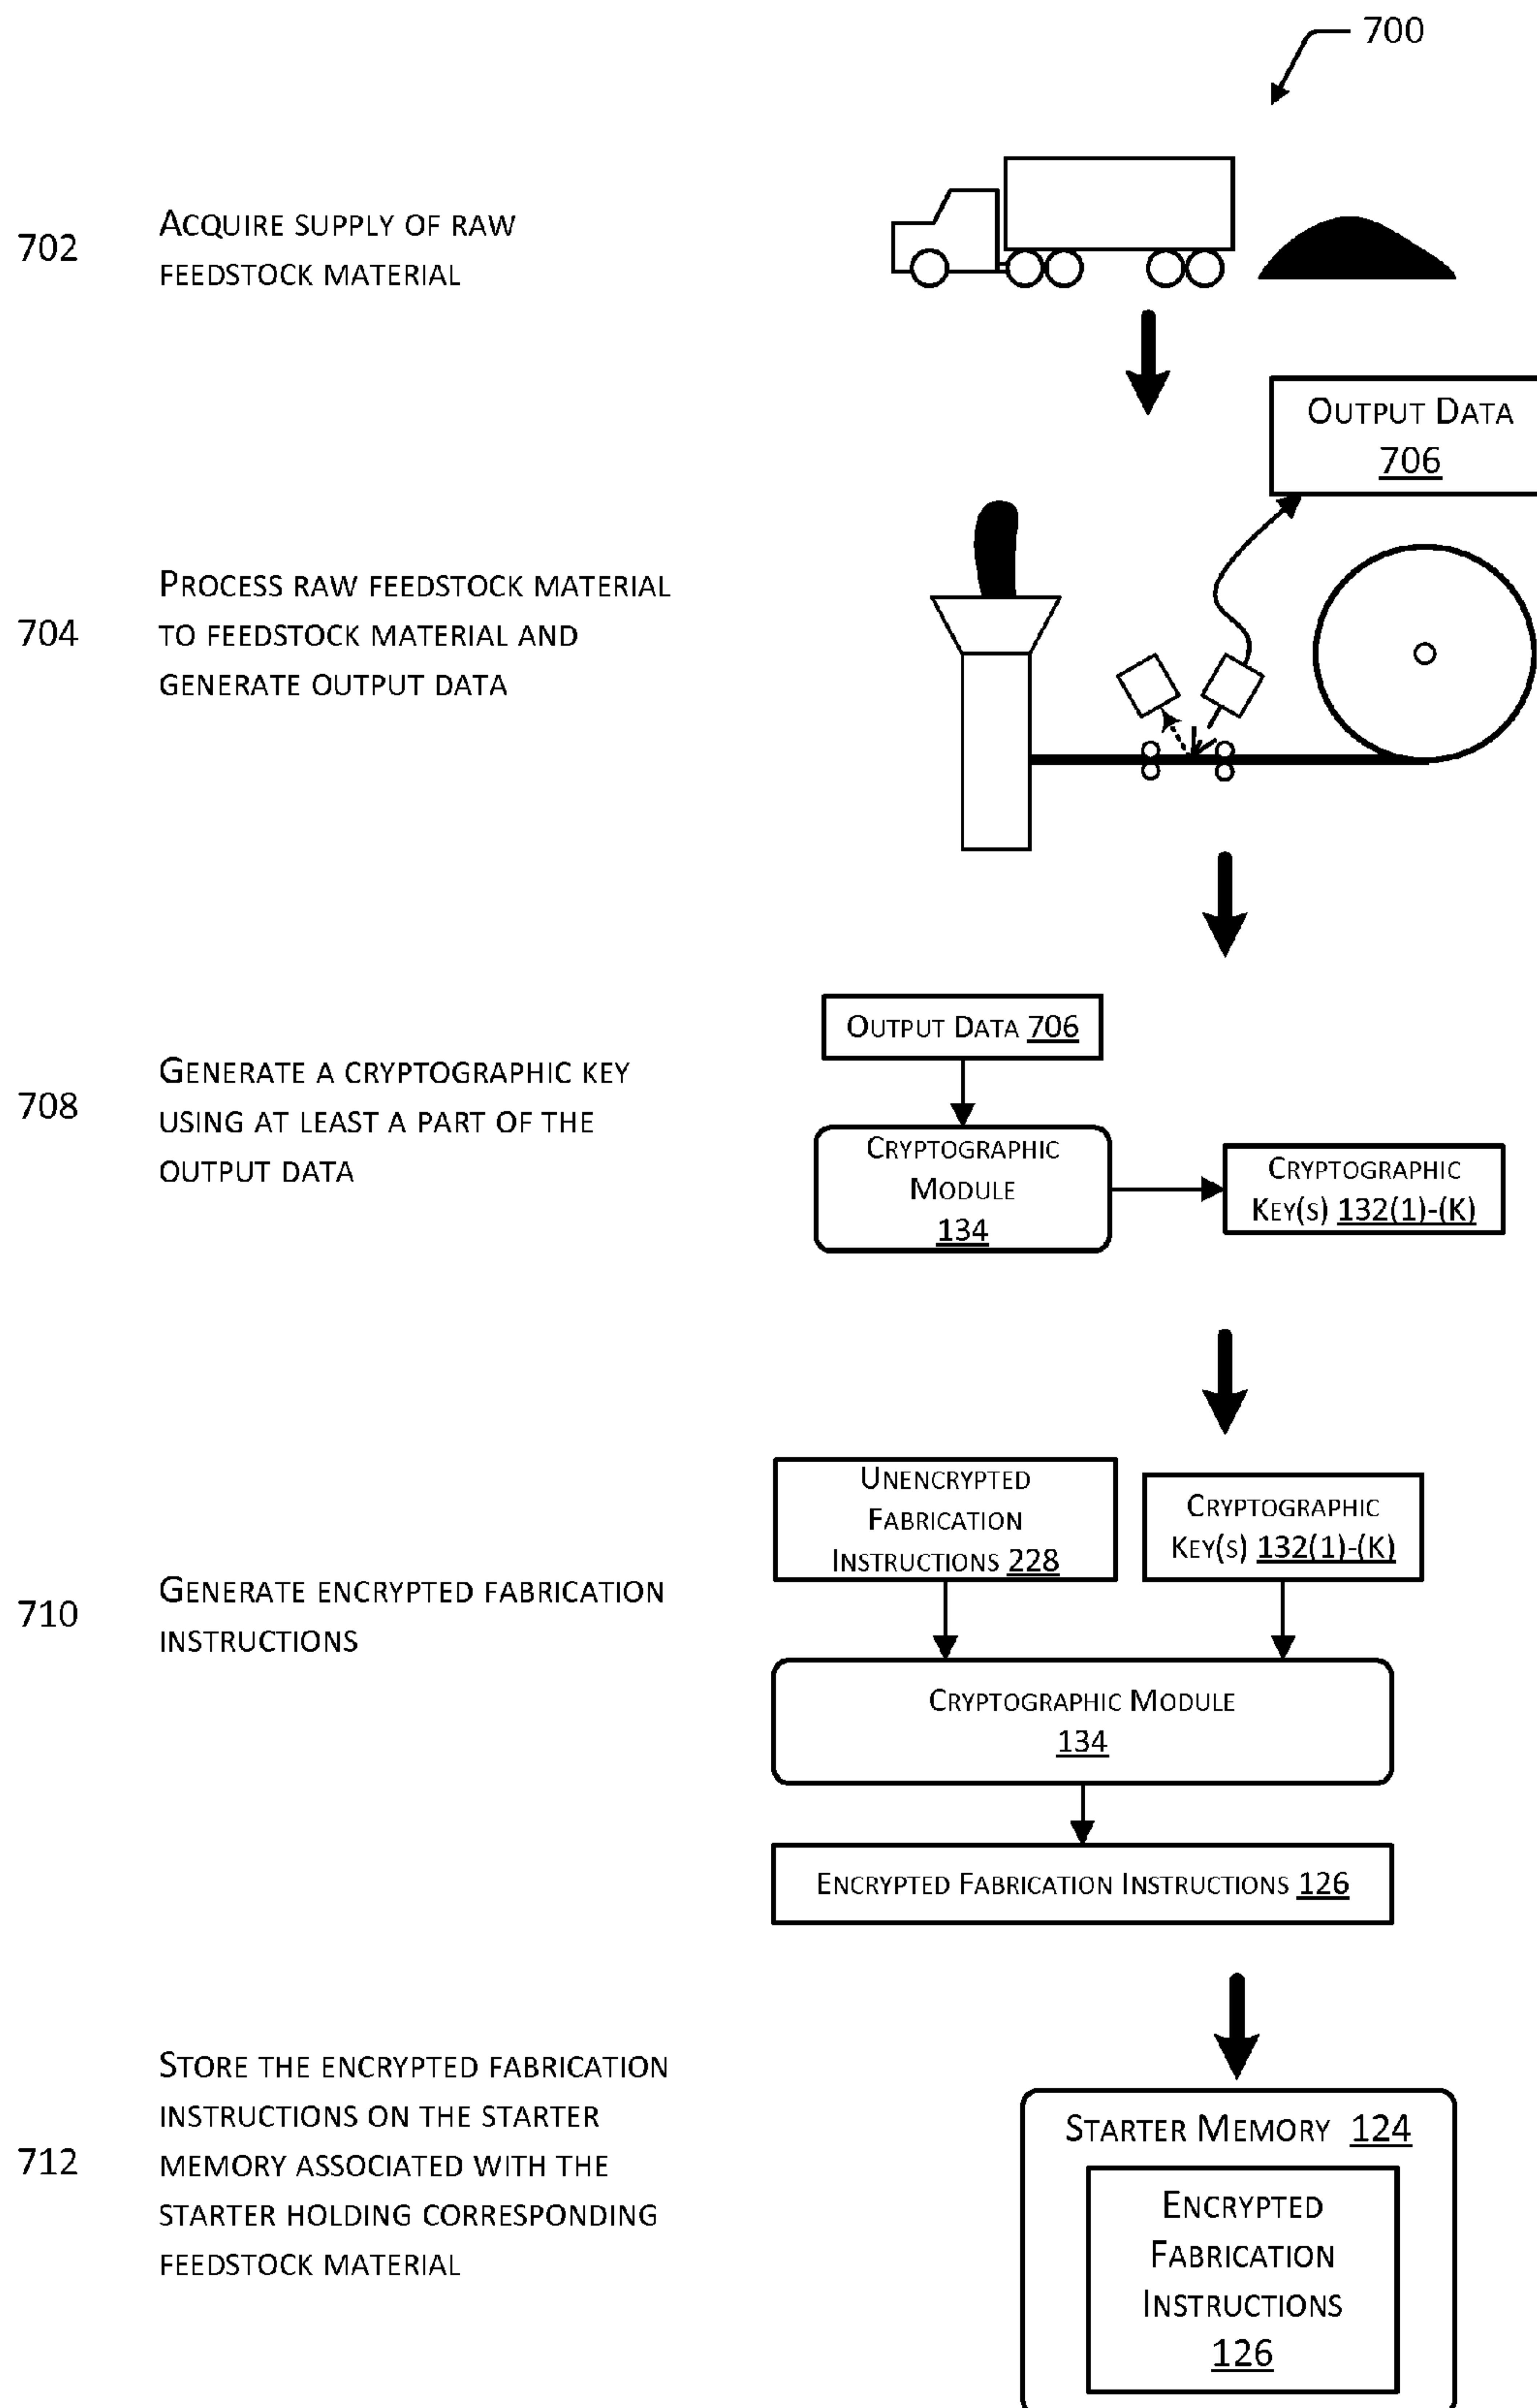 700
702
ACQUIRE SUPPLY OF RAW
FEEDSTOCK MATERIAL
OUTPUT DATA
706
704
PROCESS RAW FEEDSTOCK MATERIAL
TO FEEDSTOCK MATERIAL AND
GENERATE OUTPUT DATA
708
GENERATE A CRYPTOGRAPHIC KEY
USING AT LEAST A PART OF THE
OUTPUT DATA
OUTPUT DATA 706
CRYPTOGRAPHIC
MODULE
134
CRYPTOGRAPHIC
KEY(S) 132(1)-(K)
710
GENERATE ENCRYPTED FABRICATION
INSTRUCTIONS
UNENCRYPTED
FABRICATION
INSTRUCTIONS 228
CRYPTOGRAPHIC
KEY(S) 132(1)-(K)
CRYPTOGRAPHIC MODULE
134
ENCRYPTED FABRICATION INSTRUCTIONS 126
712
STORE THE ENCRYPTED FABRICATION
INSTRUCTIONS ON THE STARTER
MEMORY ASSOCIATED WITH THE
STARTER HOLDING CORRESPONDING
FEEDSTOCK MATERIAL
STARTER MEMORY 124
ENCRYPTED
FABRICATION
INSTRUCTIONS
126